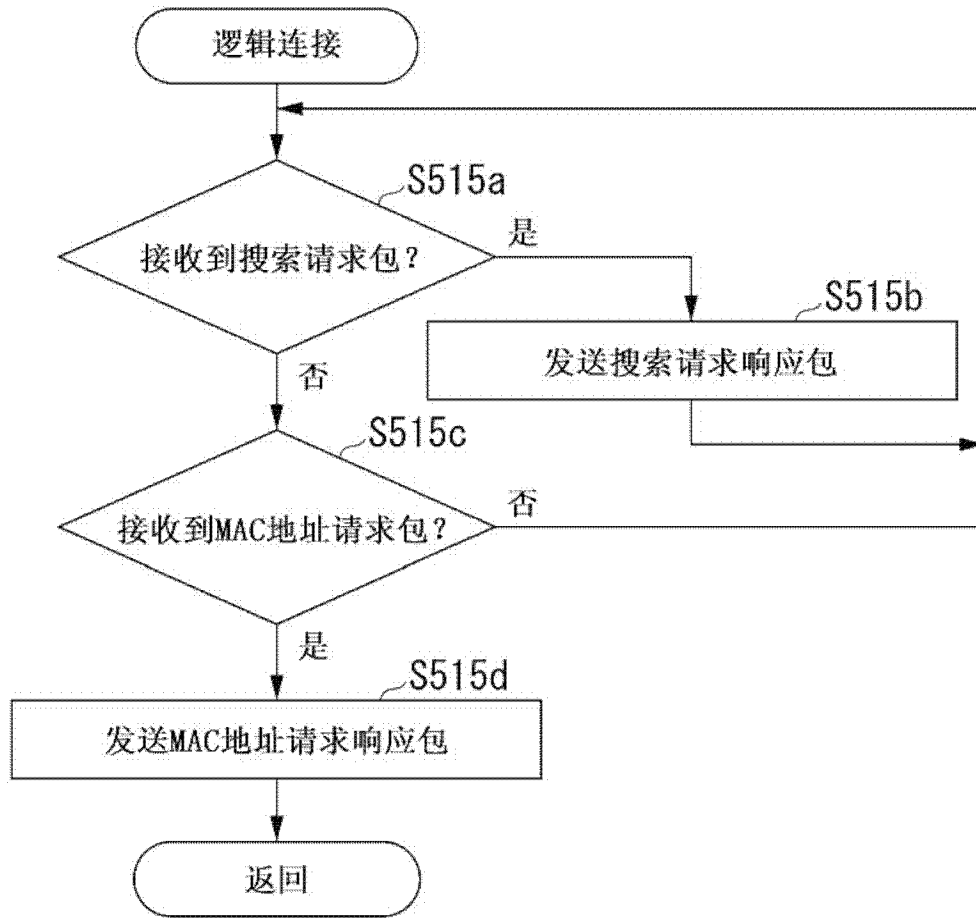 逻辑连接
S515a
接收到搜索请求包?
是
S515b
发送搜索请求响应包
否
S515c
接收到MAC地址请求包?
否
是
S515d
发送MAC地址请求响应包
返回